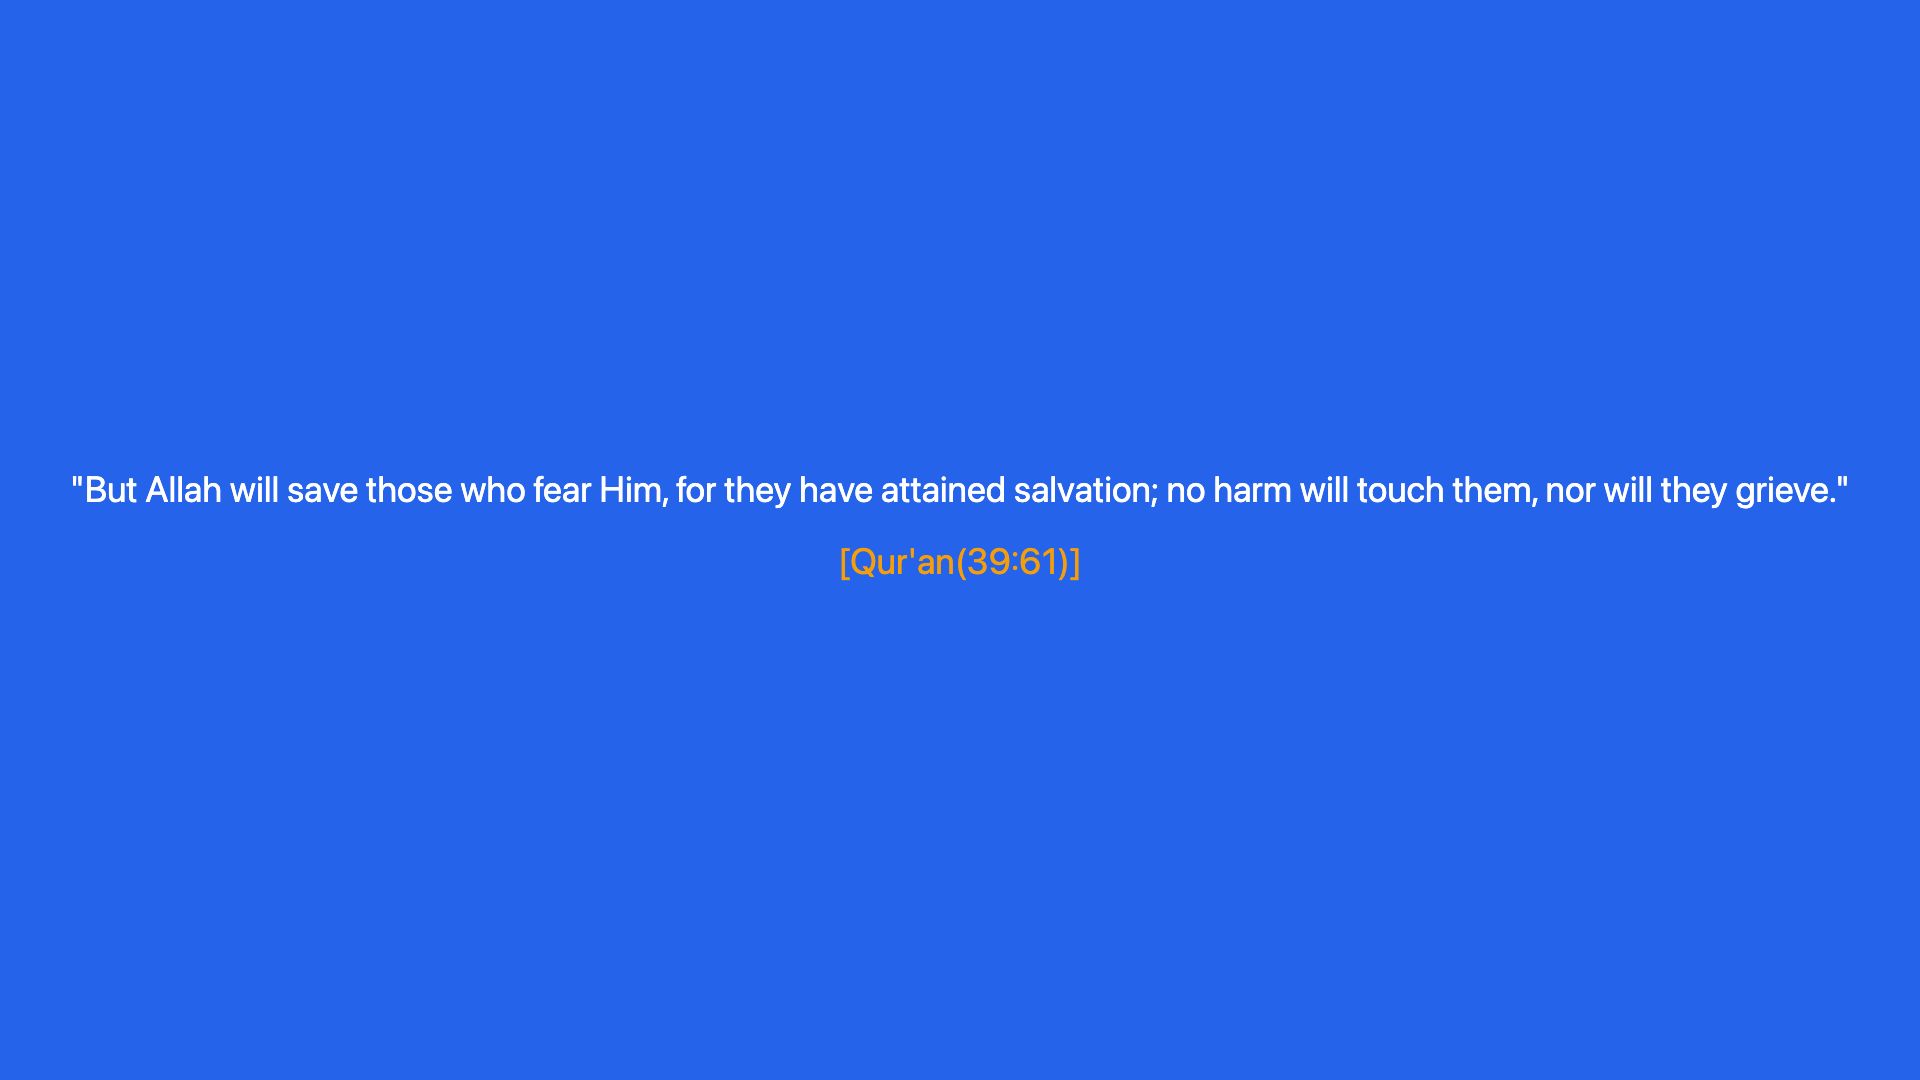 "But Allah will save those who fear Him, for they have attained salvation; no harm will touch them, nor will they grieve."
[Qur'an(39:61)]